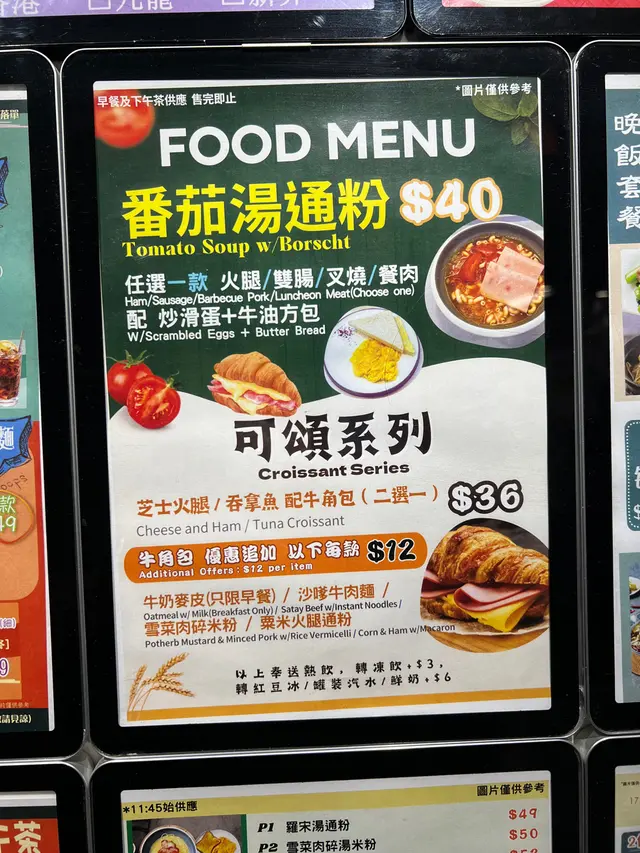 早餐及下午茶供應 售完即止
*圖片僅供參考
FOOD MENU
番茄湯通粉 $40
Tomato Soup w/Borscht
任選一款 火腿/雙腸/叉燒/餐肉
Ham/Sausage/Barbecue Pork/Luncheon Meat(Choose one)
配 炒滑蛋+牛油方包
W/Scrambled Eggs + Butter Bread
可頌系列
Croissant Series
芝士火腿 / 吞拿魚 配牛角包 ( 二選一 ) $36
Cheese and Ham / Tuna Croissant
牛角包 優惠追加 以下每款 $12
Additional Offers: $12 per item
牛奶麥皮(只限早餐) / 沙嗲牛肉麵 /
Oatmeal w/ Milk(Breakfast Only) / Satay Beef w/Instant Noodles /
雪菜肉碎米粉 / 粟米火腿通粉
Potherb Mustard & Minced Pork w/Rice Vermicelli / Corn & Ham w/Macaron
以上奉送熱飲, 轉凍飲+$3,
轉紅豆冰/罐裝汽水/鮮奶+$6
晚
飯
套
餐
*11:45始供應
圖片僅供參考
P1 羅宋湯通粉 $49
P2 雪菜肉碎湯米粉 $50